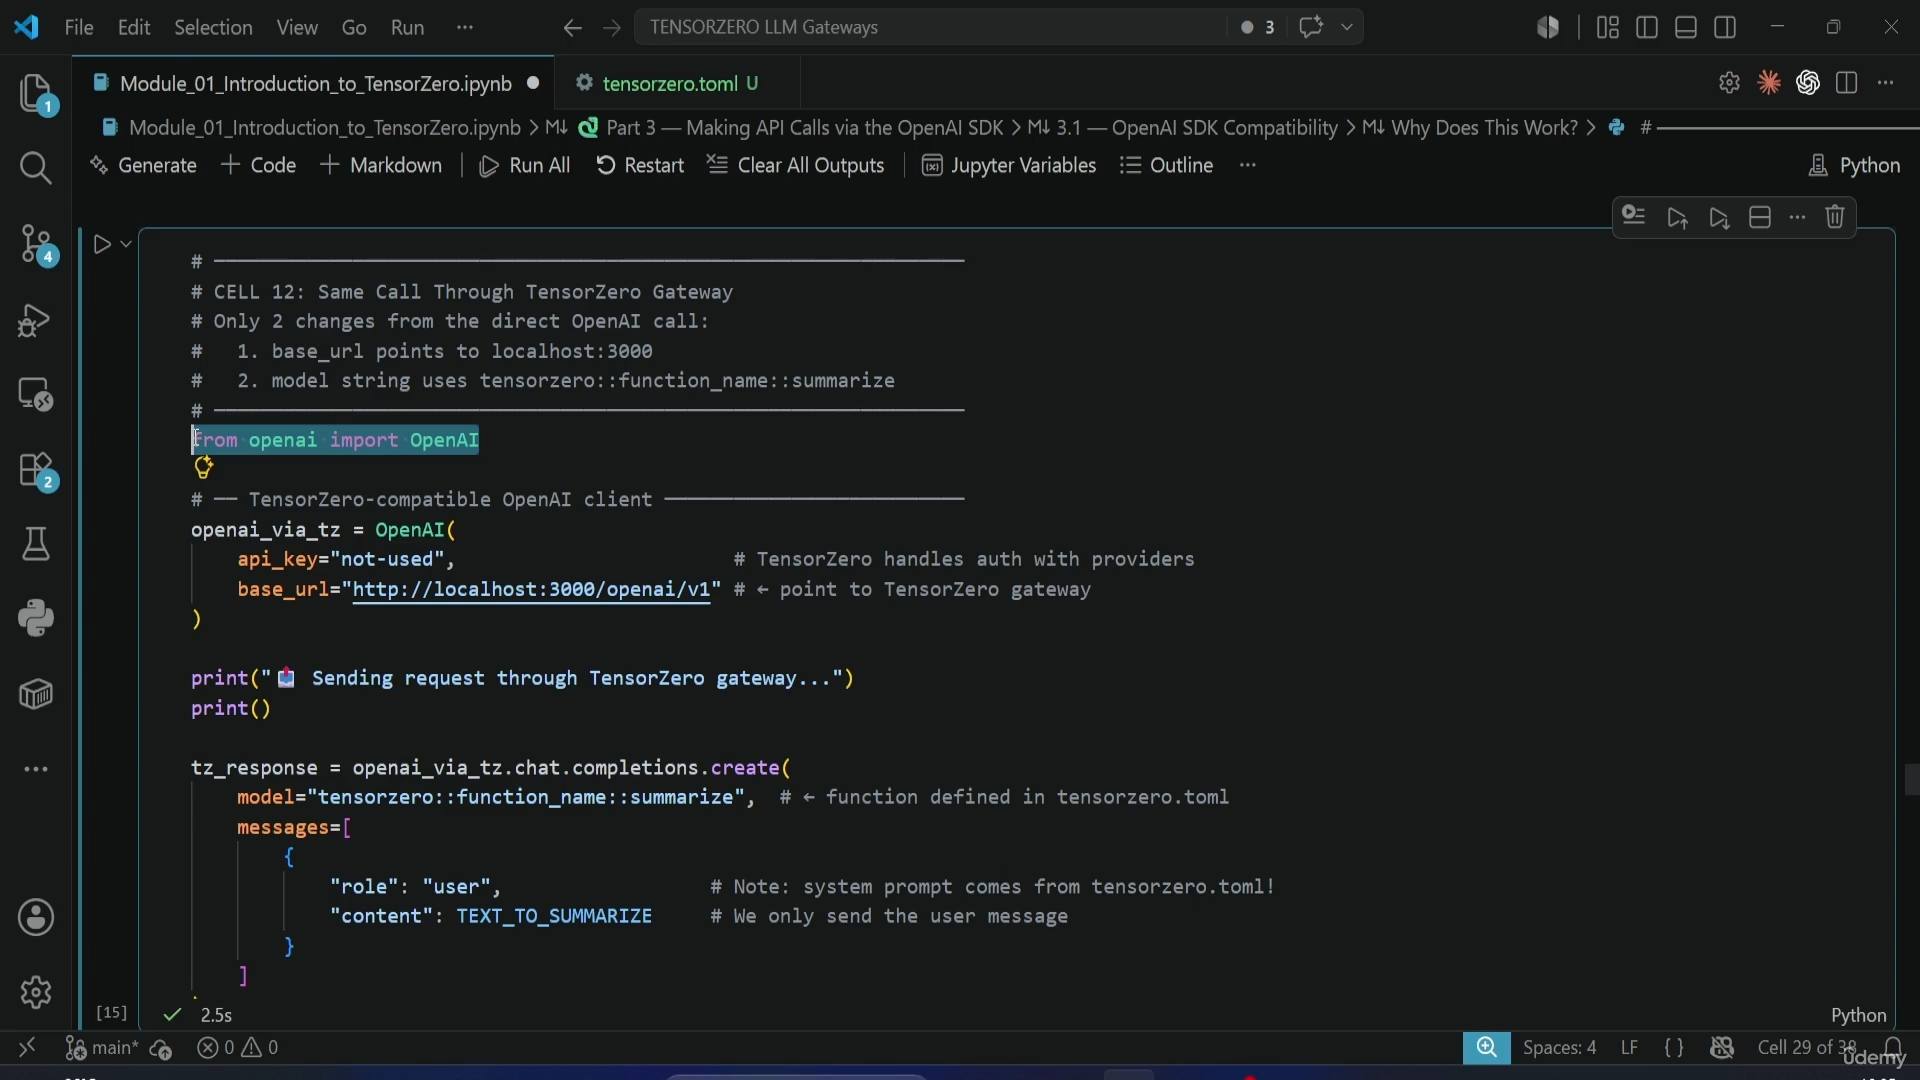 File Edit Selection View Go Run ··· TENSORZERO LLM Gateways 3
Module_01_Introduction_to_TensorZero.ipynb tensorzero.toml U
Module_01_Introduction_to_TensorZero.ipynb > M↓ Part 3 — Making API Calls via the OpenAI SDK > M↓ 3.1 — OpenAI SDK Compatibility > M↓ Why Does This Work? > # ────
Generate + Code + Markdown Run All Restart Clear All Outputs Jupyter Variables Outline ··· Python
# ────────────────────
# CELL 12: Same Call Through TensorZero Gateway
# Only 2 changes from the direct OpenAI call:
#   1. base_url points to localhost:3000
#   2. model string uses tensorzero::function_name::summarize
# ────────────────────
from openai import OpenAI
# —— TensorZero-compatible OpenAI client ────────
openai_via_tz = OpenAI(
    api_key="not-used", # TensorZero handles auth with providers
    base_url="http://localhost:3000/openai/v1" # ← point to TensorZero gateway
)
print("📤 Sending request through TensorZero gateway...")
print()
tz_response = openai_via_tz.chat.completions.create(
    model="tensorzero::function_name::summarize", # ← function defined in tensorzero.toml
    messages=[
        {
            "role": "user", # Note: system prompt comes from tensorzero.toml!
            "content": TEXT_TO_SUMMARIZE # We only send the user message
        }
    ]
[15] ✓ 2.5s Python
main* 0 0 Spaces: 4 LF { } Cell 29 of 38
udemy
1
4
2